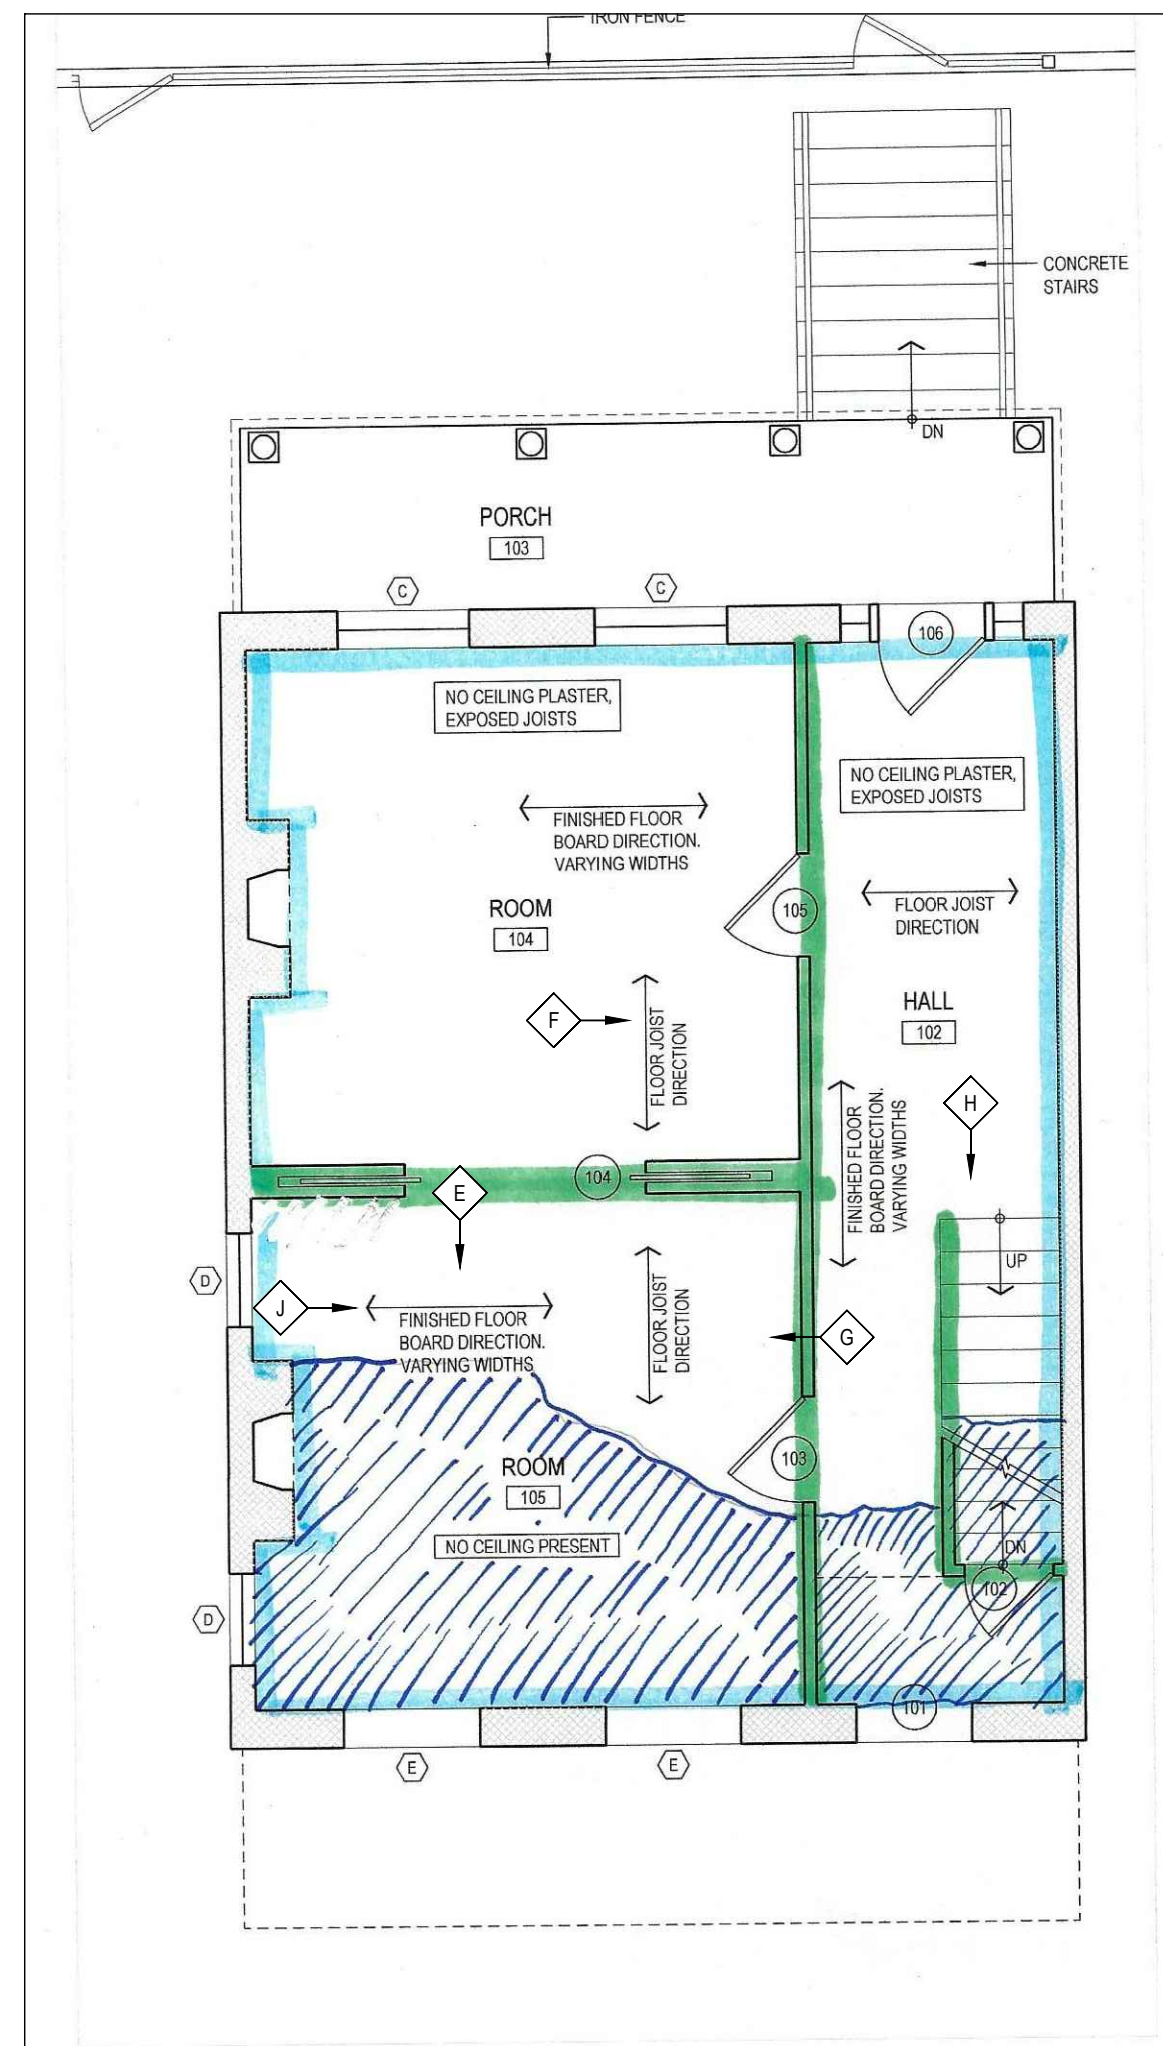 IRON FENCE
CONCRETE
STAIRS
DN
PORCH
103
C
C
106
NO CEILING PLASTER,
EXPOSED JOISTS
NO CEILING PLASTER,
EXPOSED JOISTS
FINISHED FLOOR
BOARD DIRECTION.
VARYING WIDTHS
105
FLOOR JOIST
DIRECTION
ROOM
104
HALL
102
F
FLOOR JOIST
DIRECTION
H
FINISHED FLOOR
BOARD DIRECTION.
VARYING WIDTHS
104
E
UP
D
J
FINISHED FLOOR
BOARD DIRECTION.
VARYING WIDTHS
FLOOR JOIST
DIRECTION
G
103
ROOM
105
NO CEILING PRESENT
DN
102
D
101
E
E